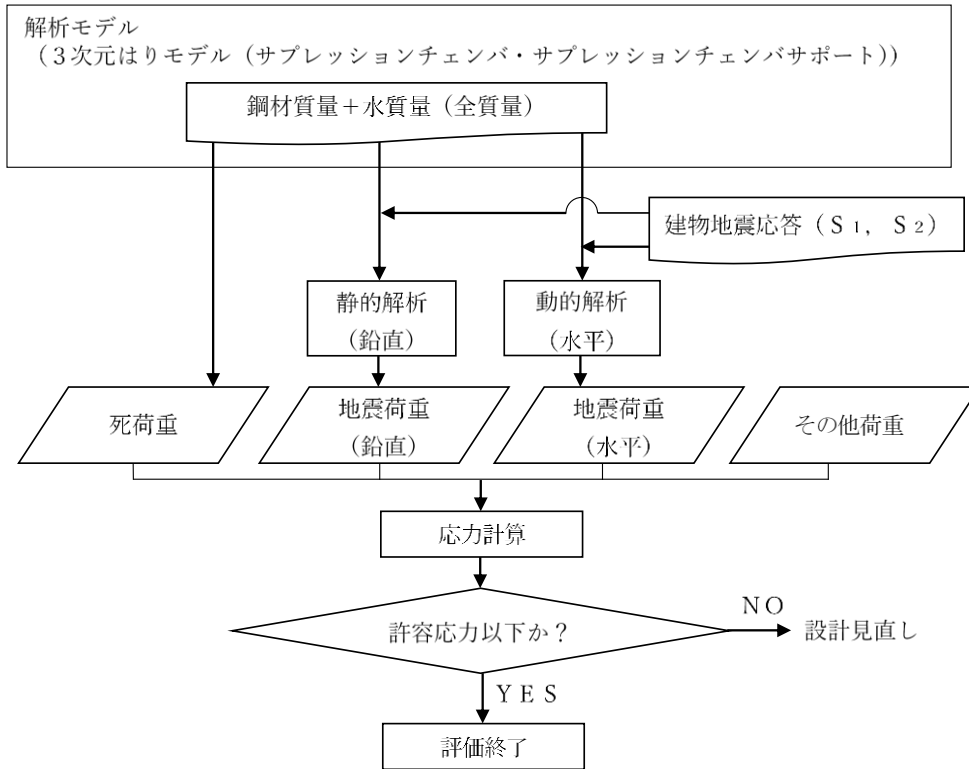 解析モデル
（３次元はりモデル（サプレッションチェンバ・サプレッションチェンバサポート））
鋼材質量＋水質量（全質量）
建物地震応答（Ｓ1，Ｓ2）
静的解析
（鉛直）
動的解析
（水平）
死荷重
地震荷重
（鉛直）
地震荷重
（水平）
その他荷重
応力計算
許容応力以下か？
ＮＯ
設計見直し
ＹＥＳ
評価終了